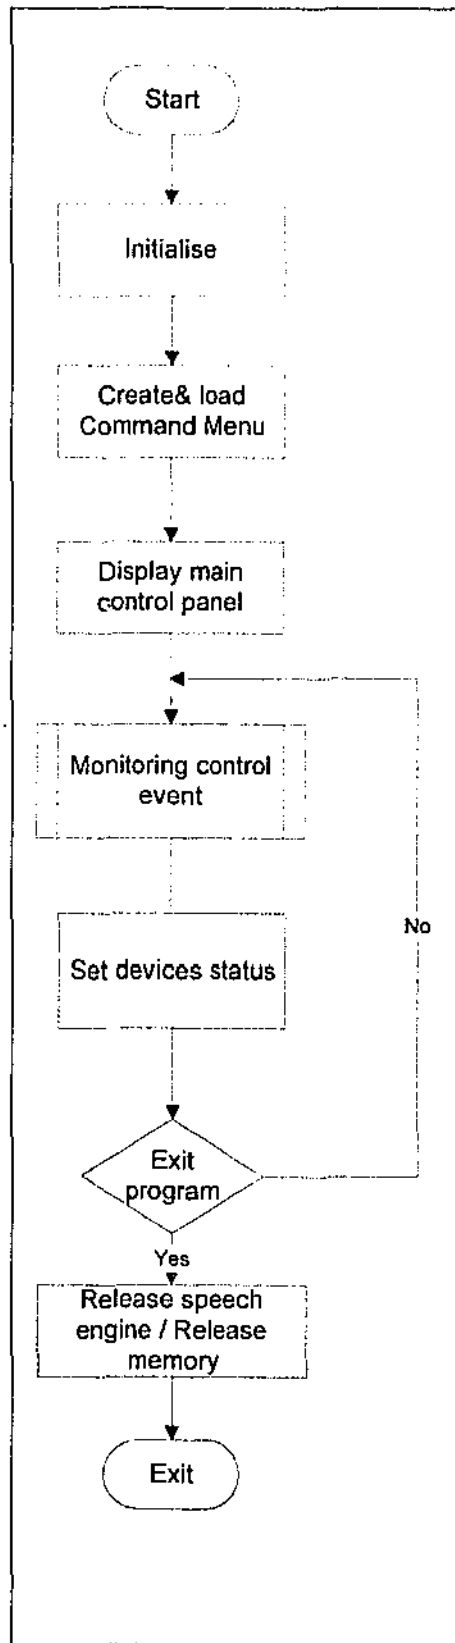 Start
Initialise
Create& load
Command Menu
Display main
control panel
Monitoring control
event
No
Set devices status
Exit
program
Yes
Release speech
engine / Release
memory
Exit